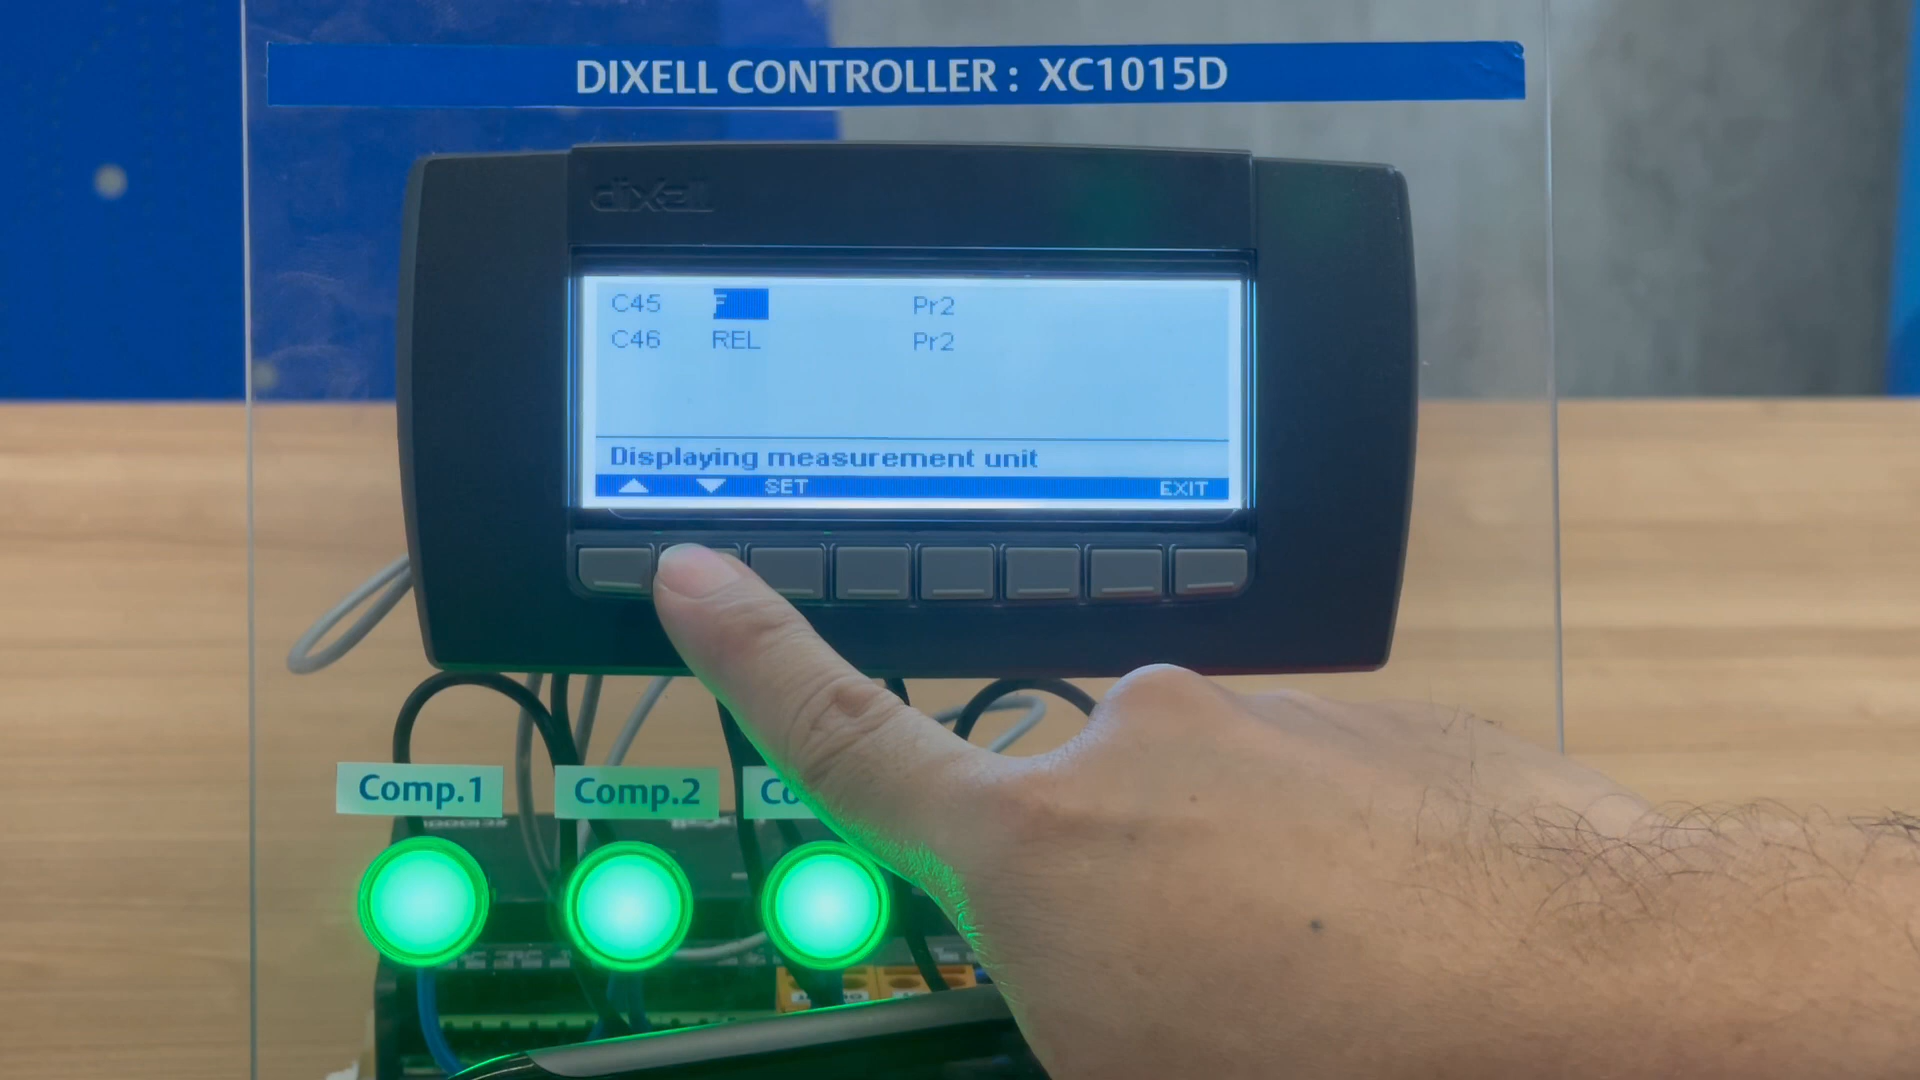 DIXELL CONTROLLER : XC1015D
dixell
C45 F Pr2
C46 REL Pr2
Displaying measurement unit
SET EXIT
Comp.1 Comp.2 Co